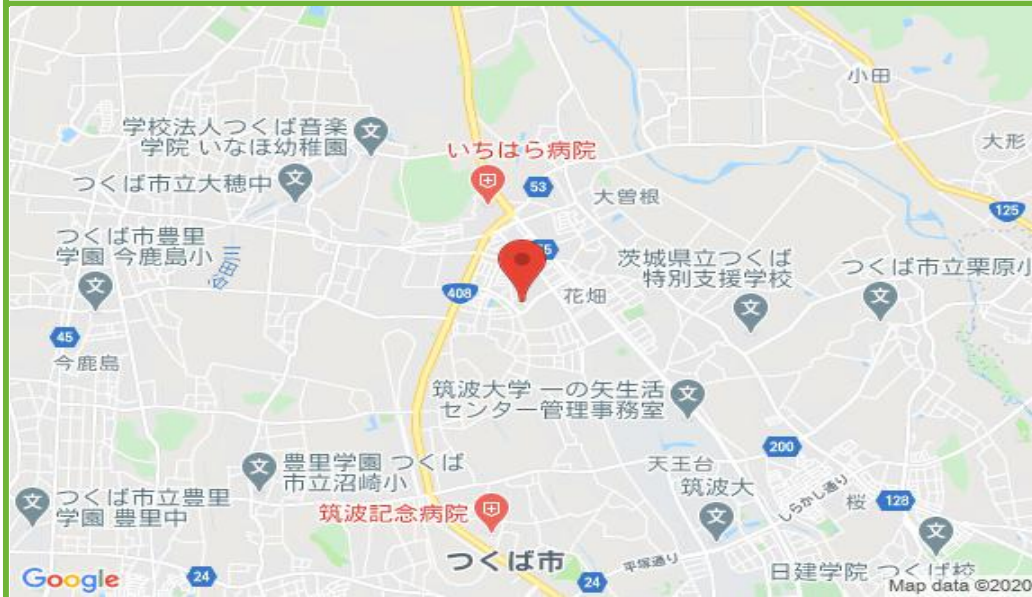 小田
学校法人つくば音楽
学院 いなほ幼稚園
いちはら病院
大形
つくば市立大穂中
53
大曽根
125
つくば市豊里
学園 今鹿島小
茨城県立つくば
特別支援学校
つくば市立栗原小
408
花畑
45
今鹿島
筑波大学 一の矢生活
センター管理事務室
200
豊里学園 つくば
市立沼崎小
天王台
筑波大
しらかし通り
桜
128
つくば市立豊里
学園 豊里中
筑波記念病院
つくば市
平塚通り
日建学院 つくば校
Google
24
24
Map data ©2020